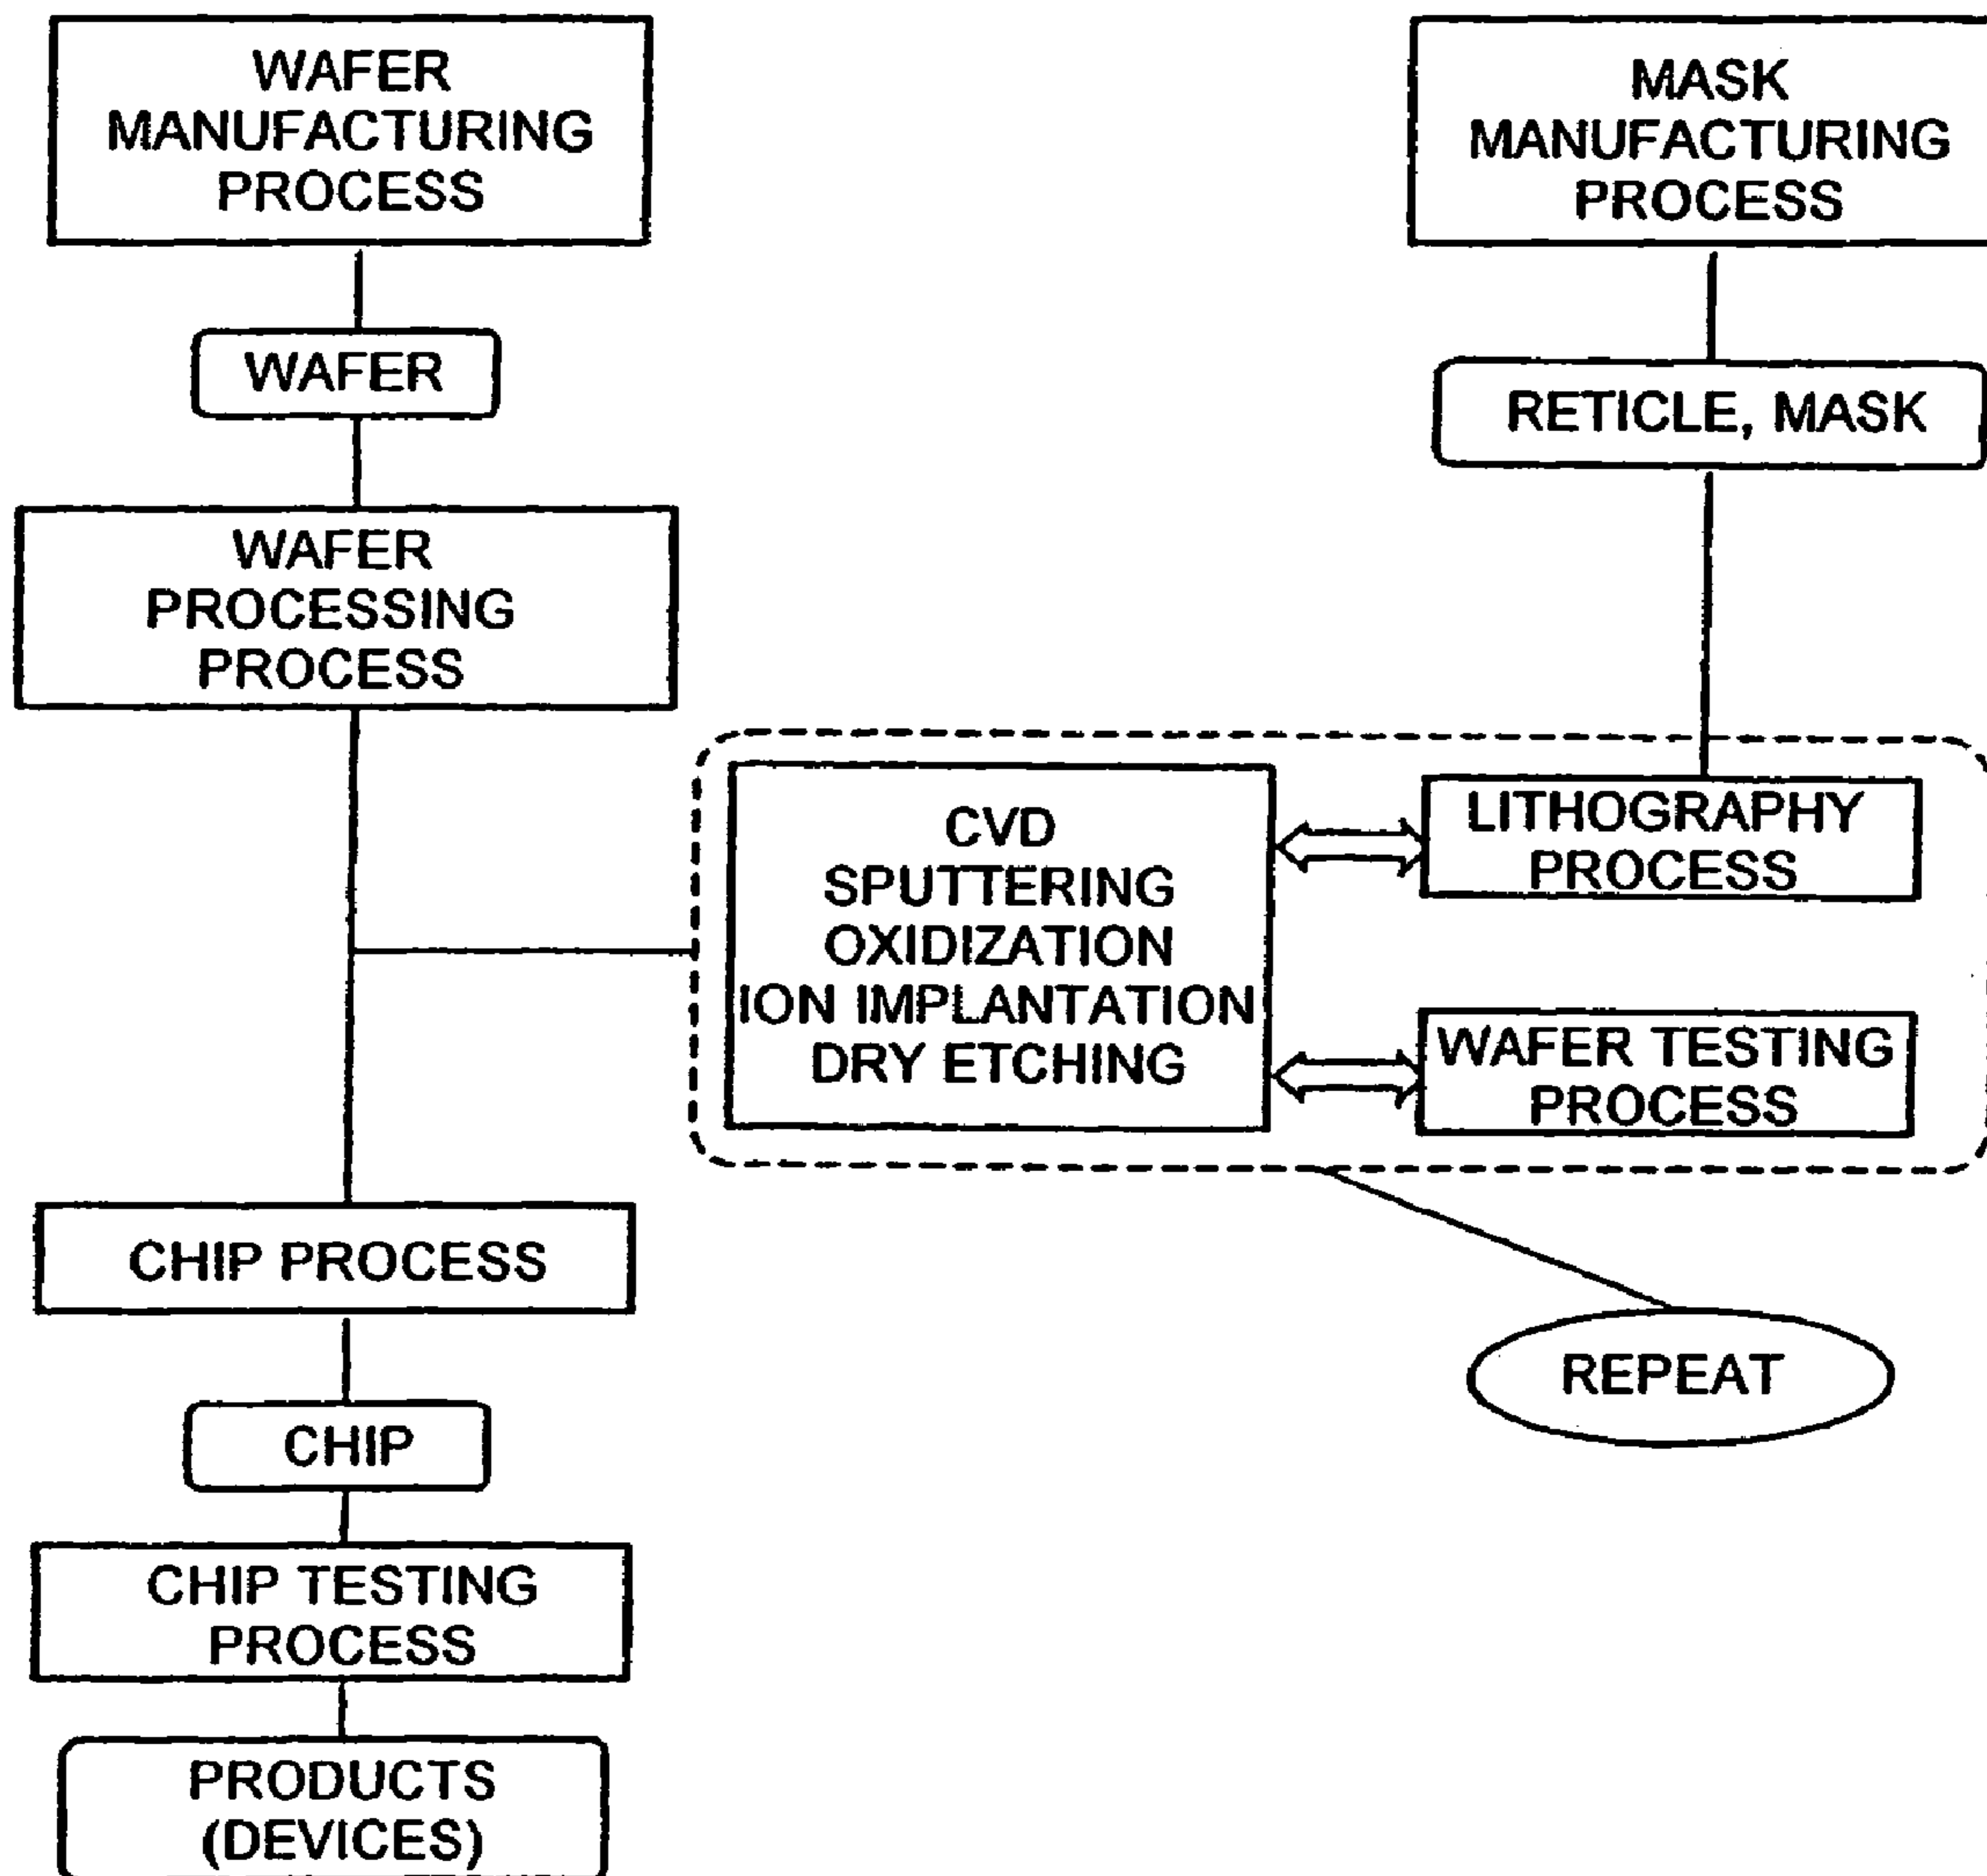 WAFER
MANUFACTURING
PROCESS
WAFER
WAFER
PROCESSING
PROCESS
MASK
MANUFACTURING
PROCESS
RETICLE, MASK
CVD
SPUTTERING
OXIDIZATION
ION IMPLANTATION
DRY ETCHING
LITHOGRAPHY
PROCESS
WAFER TESTING
PROCESS
REPEAT
CHIP PROCESS
CHIP
CHIP TESTING
PROCESS
PRODUCTS
(DEVICES)